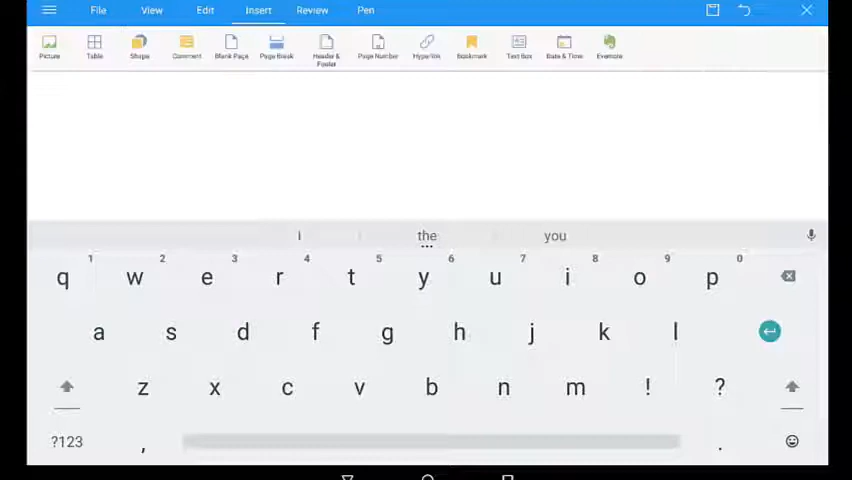 File View Edit Insert Review Pen
Picture Table Shape Comment Blank Page Page Break Header & Footer Page Number Hyperlink Bookmark Text Box Date & Time Evernote
i the you
1 2 3 4 5 6 7 8 9 0
q w e r t y u i o p
a s d f g h j k l
z x c v b n m ! ?
?123 , .